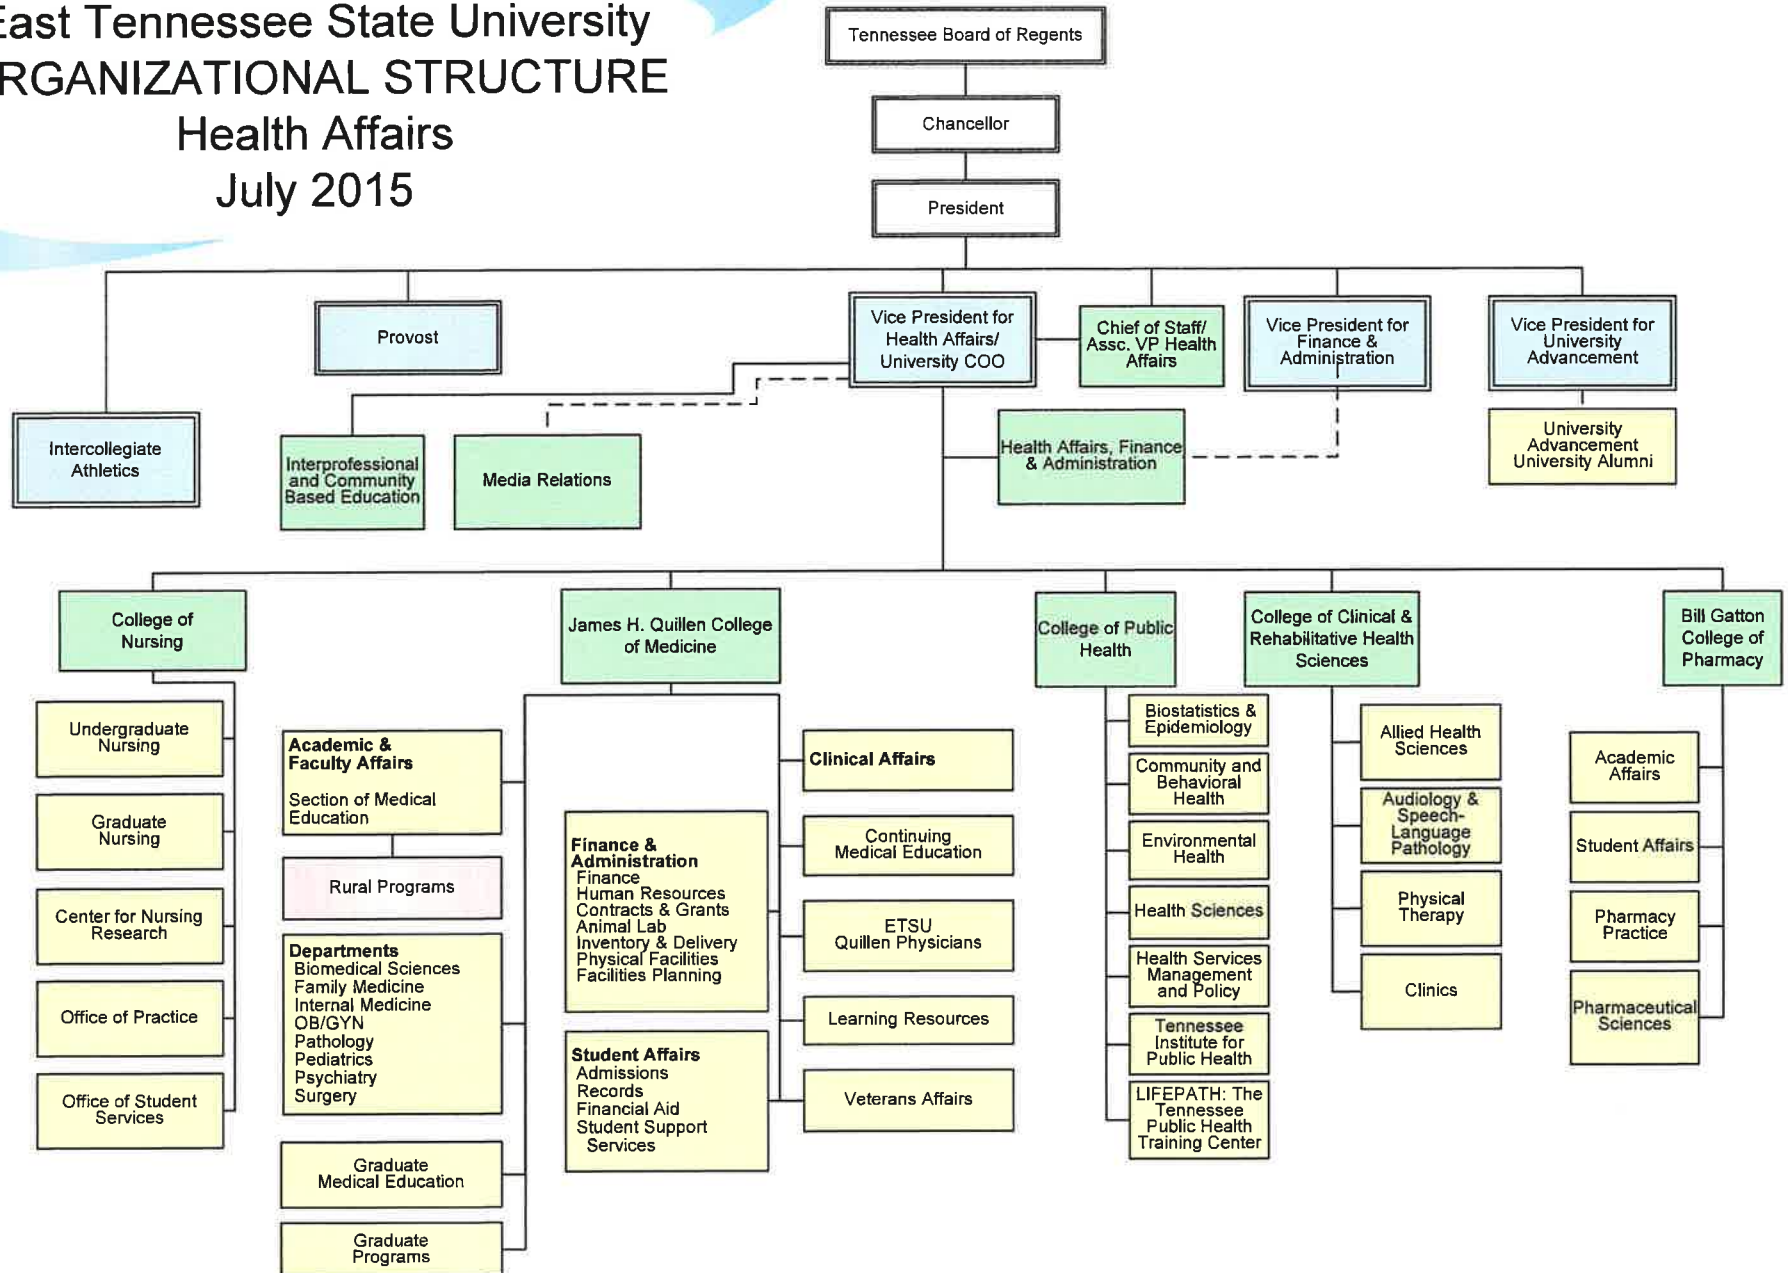 East Tennessee State University
RGANIZATIONAL STRUCTURE
Health Affairs
July 2015
Tennessee Board of Regents
Chancellor
President
Provost
Vice President for
Health Affairs/
University COO
Chief of Staff/
Assc. VP Health
Affairs
Vice President for
Finance &
Administration
Vice President for
University
Advancement
Intercollegiate
Athletics
Interprofessional
and Community
Based Education
Media Relations
Health Affairs, Finance
& Administration
University
Advancement
University Alumni
College of
Nursing
James H. Quillen College
of Medicine
College of Public
Health
College of Clinical &
Rehabilitative Health
Sciences
Bill Gatton
College of
Pharmacy
Undergraduate
Nursing
Graduate
Nursing
Center for Nursing
Research
Office of Practice
Office of Student
Services
Academic &
Faculty Affairs
Section of Medical
Education
Rural Programs
Departments
Biomedical Sciences
Family Medicine
Internal Medicine
OB/GYN
Pathology
Pediatrics
Psychiatry
Surgery
Graduate
Medical Education
Graduate
Programs
Finance &
Administration
Finance
Human Resources
Contracts & Grants
Animal Lab
Inventory & Delivery
Physical Facilities
Facilities Planning
Student Affairs
Admissions
Records
Financial Aid
Student Support
Services
Clinical Affairs
Continuing
Medical Education
ETSU
Quillen Physicians
Learning Resources
Veterans Affairs
Biostatistics &
Epidemiology
Community and
Behavioral
Health
Environmental
Health
Health Sciences
Health Services
Management
and Policy
Tennessee
Institute for
Public Health
LIFEPATH: The
Tennessee
Public Health
Training Center
Allied Health
Sciences
Audiology &
Speech-
Language
Pathology
Physical
Therapy
Clinics
Academic
Affairs
Student Affairs
Pharmacy
Practice
Pharmaceutical
Sciences